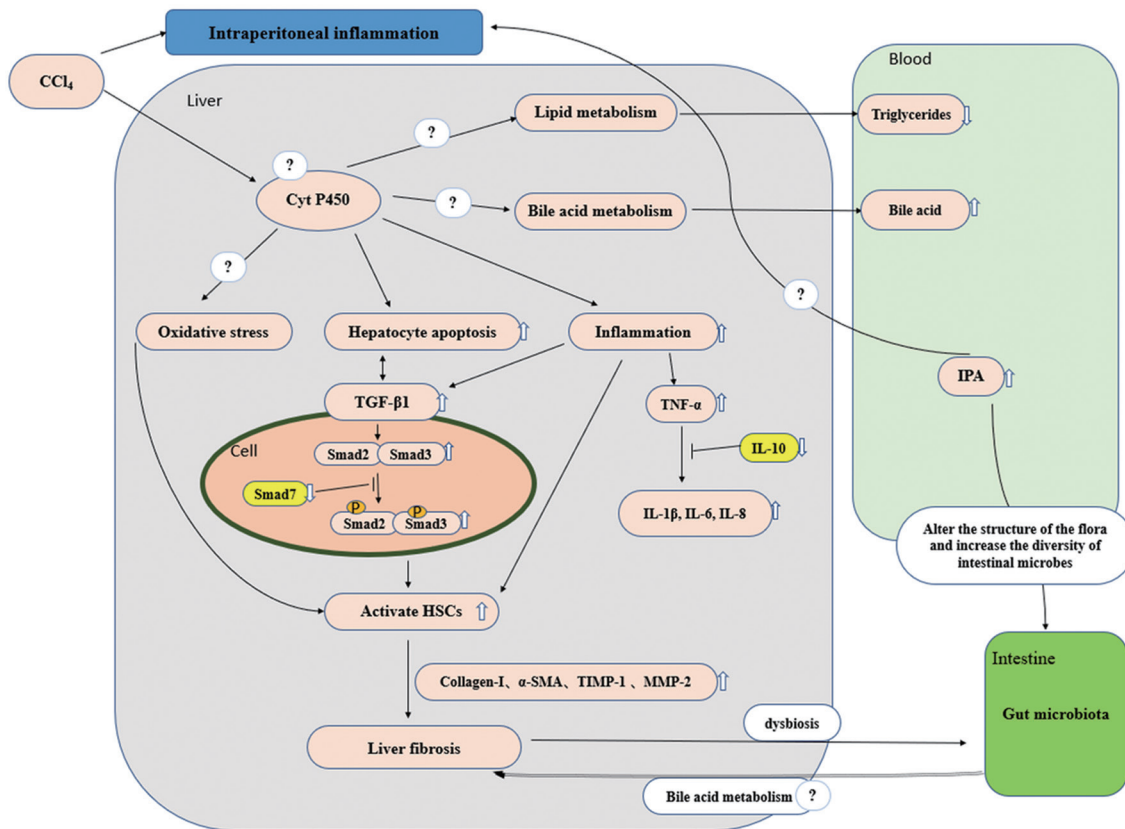 Intraperitoneal inflammation
Blood
CCl₄
Liver
Lipid metabolism
Triglycerides
?
?
Cyt P450
?
Bile acid metabolism
Bile acid
?
?
Oxidative stress
Hepatocyte apoptosis
Inflammation
IPA
TGF-β1
TNF-α
Cell
Smad2
Smad3
IL-10
Smad7
P
P
Smad2
Smad3
IL-1β, IL-6, IL-8
Alter the structure of the flora
and increase the diversity of
intestinal microbes
Activate HSCs
Intestine
Collagen-I、α-SMA、TIMP-1 、MMP-2
Gut microbiota
dysbiosis
Liver fibrosis
Bile acid metabolism
?